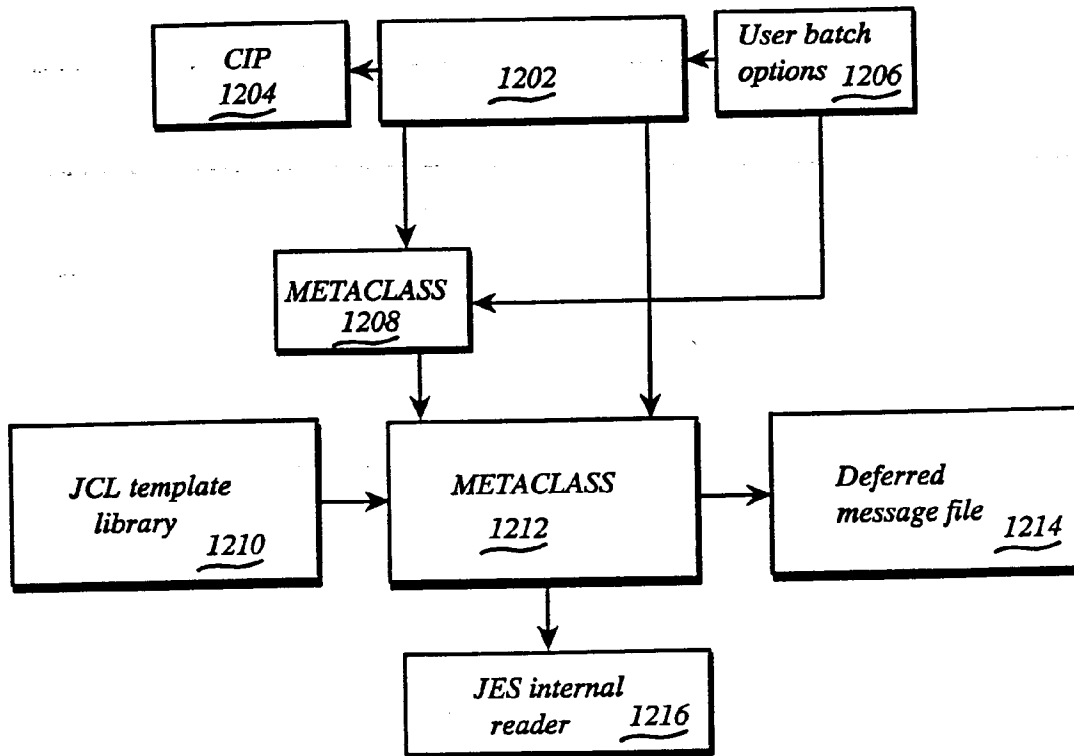 CIP
1204
1202
User batch
options 1206
METACLASS
1208
JCL template
library
1210
METACLASS
1212
Deferred
message file
1214
JES internal
reader 1216